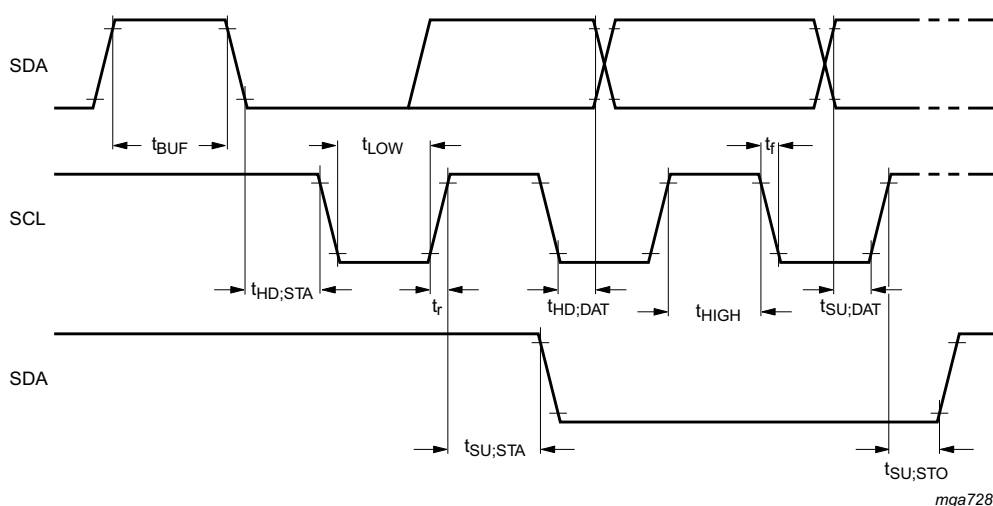 SDA
tBUF
tLOW
tf
SCL
tHD;STA
tr
tHD;DAT
tHIGH
tSU;DAT
SDA
tSU;STA
tSU;STO
mga728